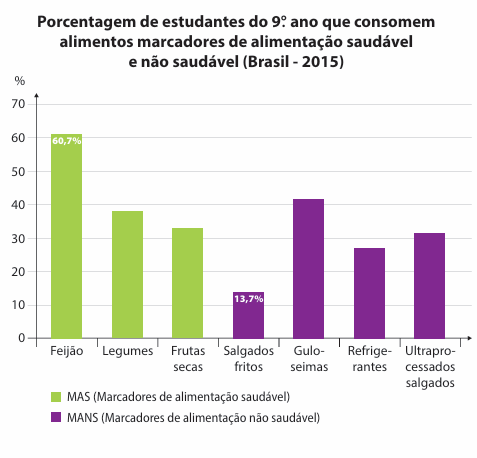 Porcentagem de estudantes do 9.º ano que consomem
alimentos marcadores de alimentação saudável
e não saudável (Brasil - 2015)
%
70
60
50
40
30
20
10
0
60,7%
13,7%
Feijão
Legumes
Frutas
secas
Salgados
fritos
Gulo-
seimas
Refrige-
rantes
Ultrapro-
cessados
salgados
MAS (Marcadores de alimentação saudável)
MANS (Marcadores de alimentação não saudável)